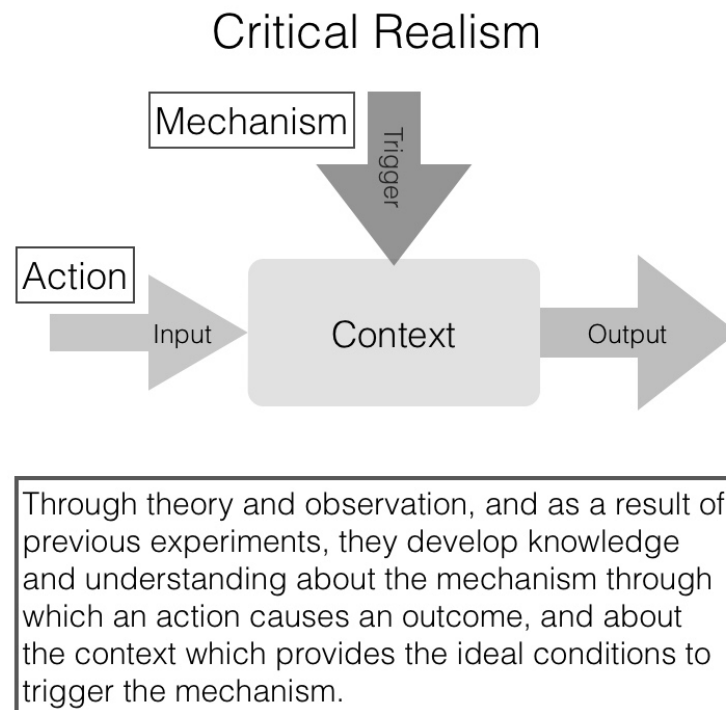 Critical Realism
Mechanism
Trigger
Action
Input
Context
Output
Through theory and observation, and as a result of
previous experiments, they develop knowledge
and understanding about the mechanism through
which an action causes an outcome, and about
the context which provides the ideal conditions to
trigger the mechanism.